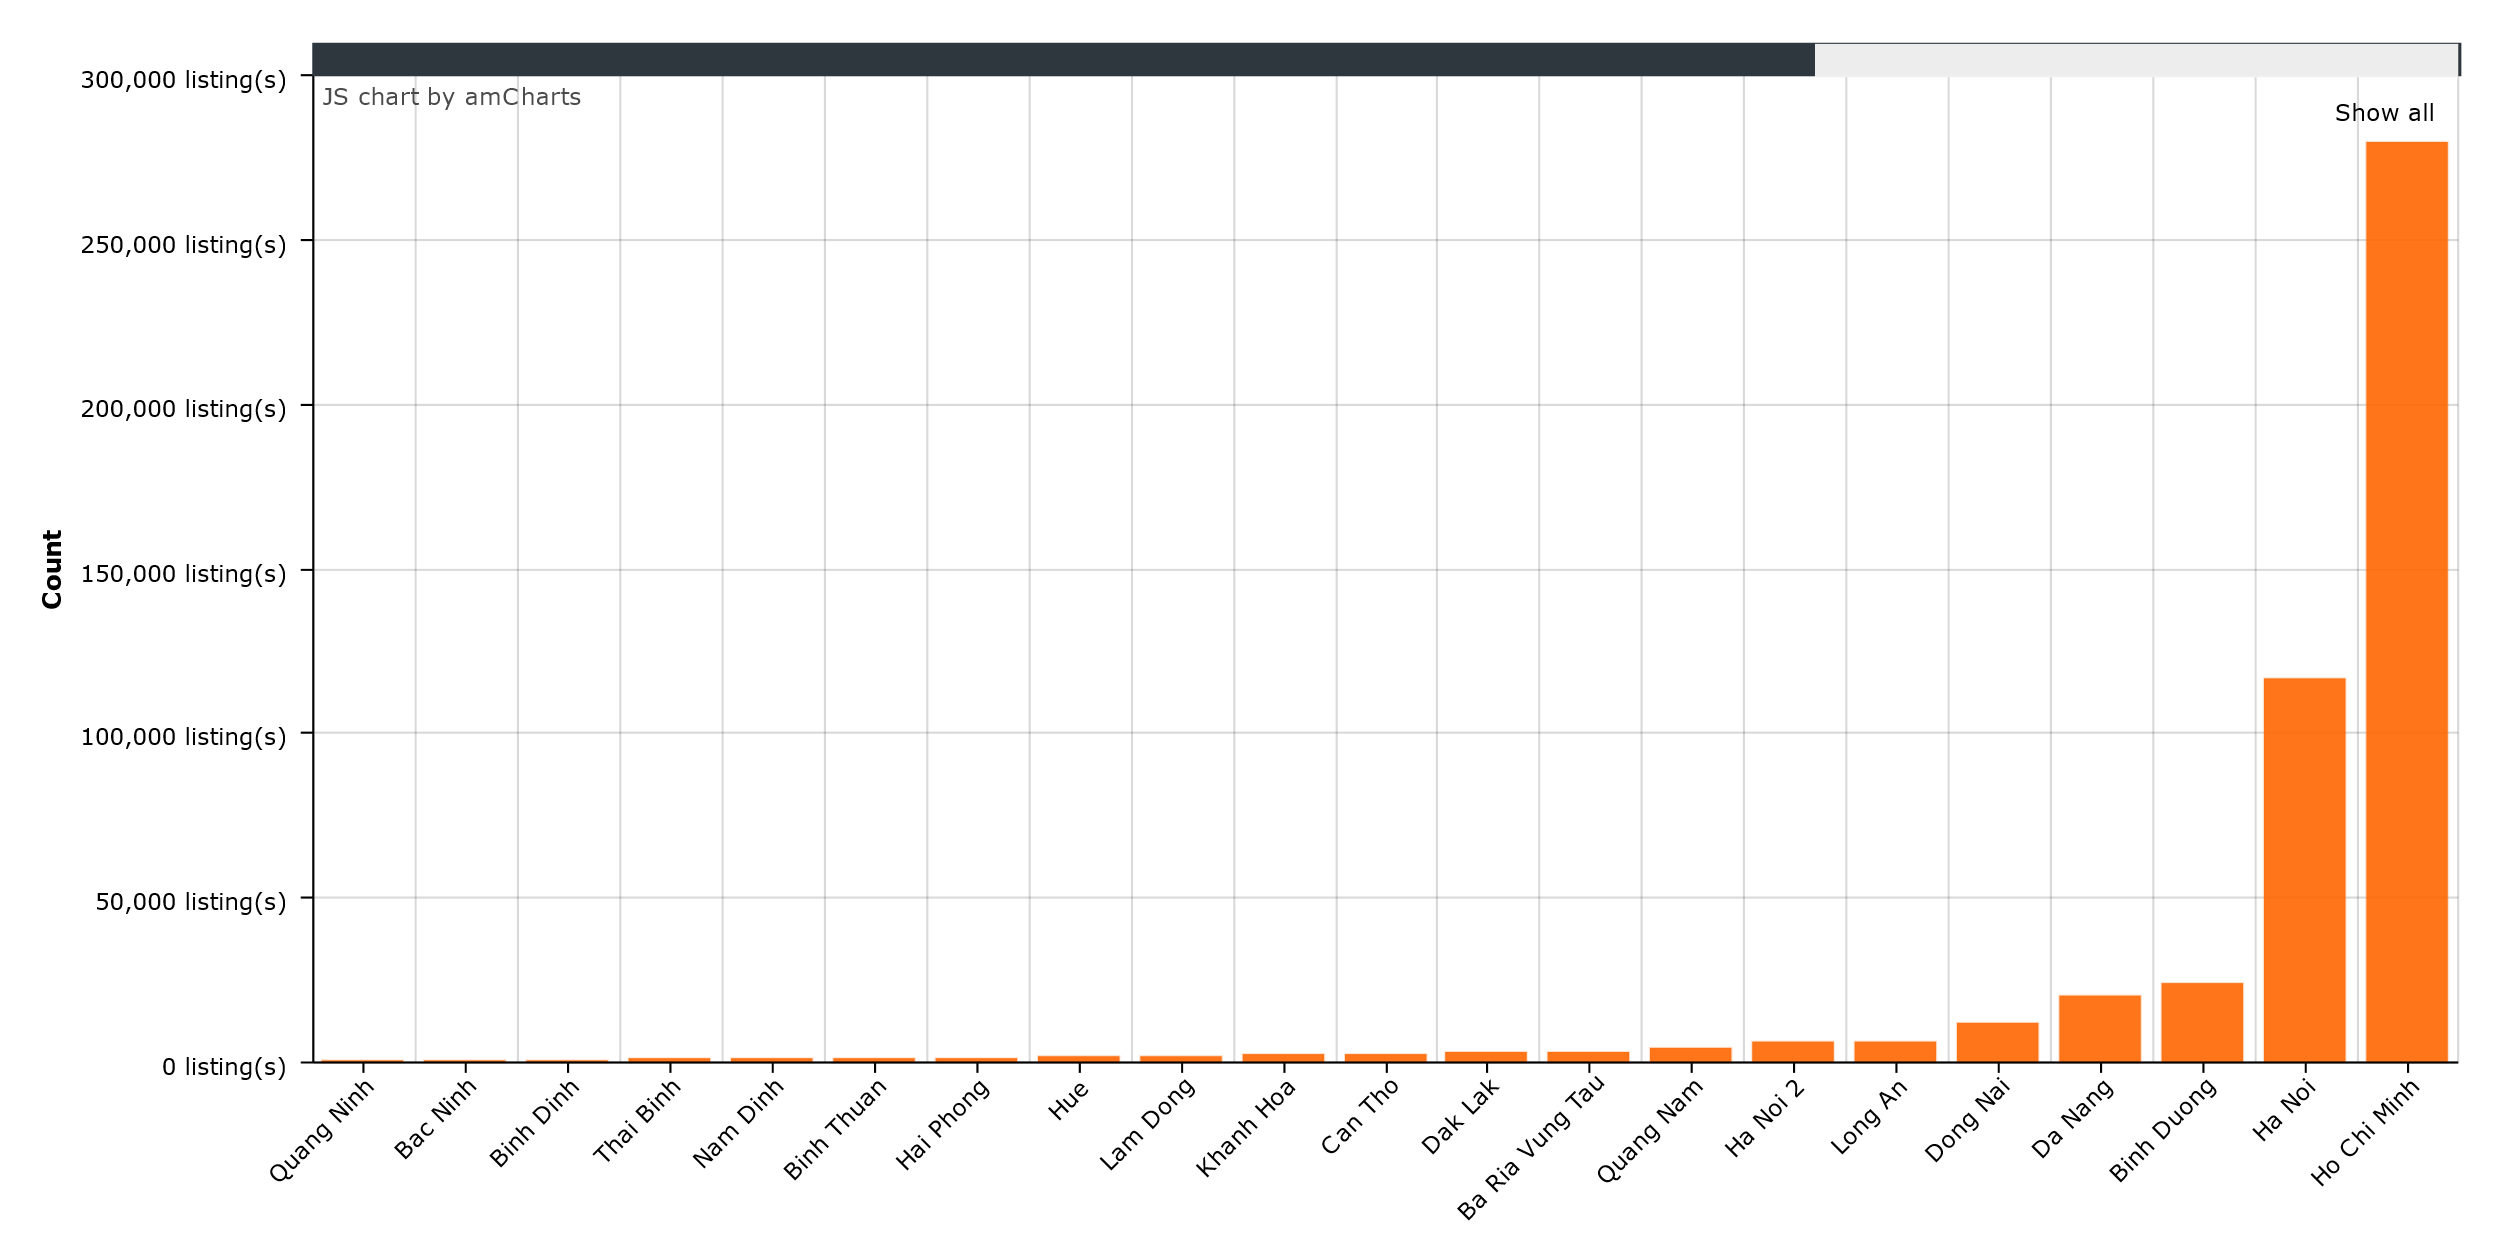 300,000 listing(s)
JS chart by amCharts
Show all
250,000 listing(s)
200,000 listing(s)
150,000 listing(s)
Count
100,000 listing(s)
50,000 listing(s)
0 listing(s)
Quang Ninh
Bac Ninh
Binh Dinh
Thai Binh
Nam Dinh
Binh Thuan
Hai Phong
Hue
Lam Dong
Khanh Hoa
Can Tho
Dak Lak
Ba Ria Vung Tau
Quang Nam
Ha Noi 2
Long An
Dong Nai
Da Nang
Binh Duong
Ha Noi
Ho Chi Minh